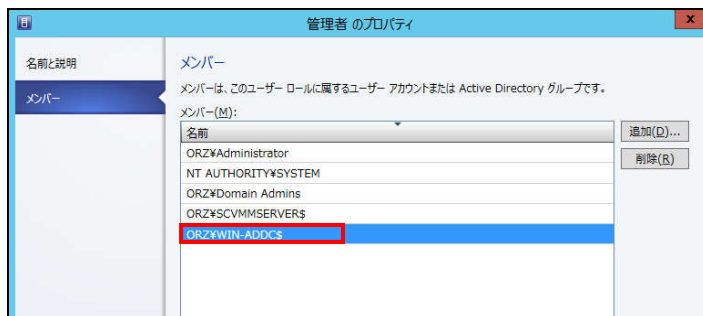 管理者 のプロパティ
x
名前と説明
メンバー
メンバー
メンバーは、このユーザー ロールに属するユーザー アカウントまたは Active Directory グループです。
メンバー(M):
名前
ORZ¥Administrator
NT AUTHORITY¥SYSTEM
ORZ¥Domain Admins
ORZ¥SCVMMSERVER$
ORZ¥WIN-ADDC$
追加(D)...
削除(R)